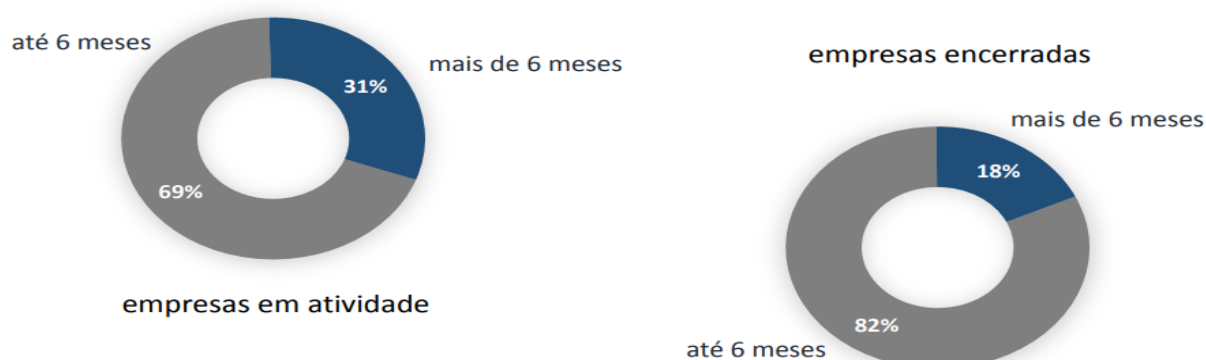 até 6 meses
mais de 6 meses
31%
69%
empresas em atividade
empresas encerradas
mais de 6 meses
18%
82%
até 6 meses